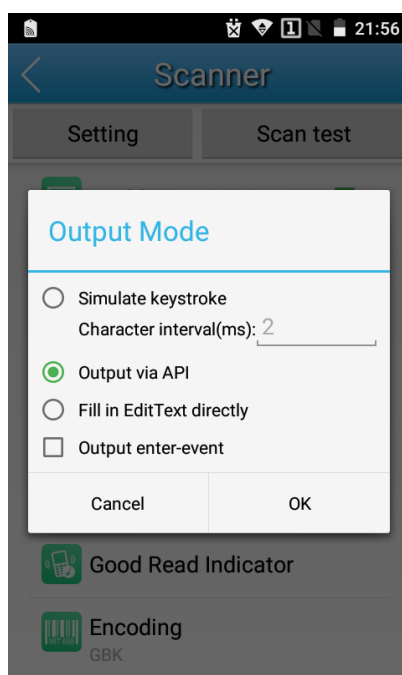 21:56
Scanner
Setting Scan test
Output Mode
Simulate keystroke
Character interval(ms): 2
Output via API
Fill in EditText directly
Output enter-event
Cancel OK
Good Read Indicator
Encoding
GBK